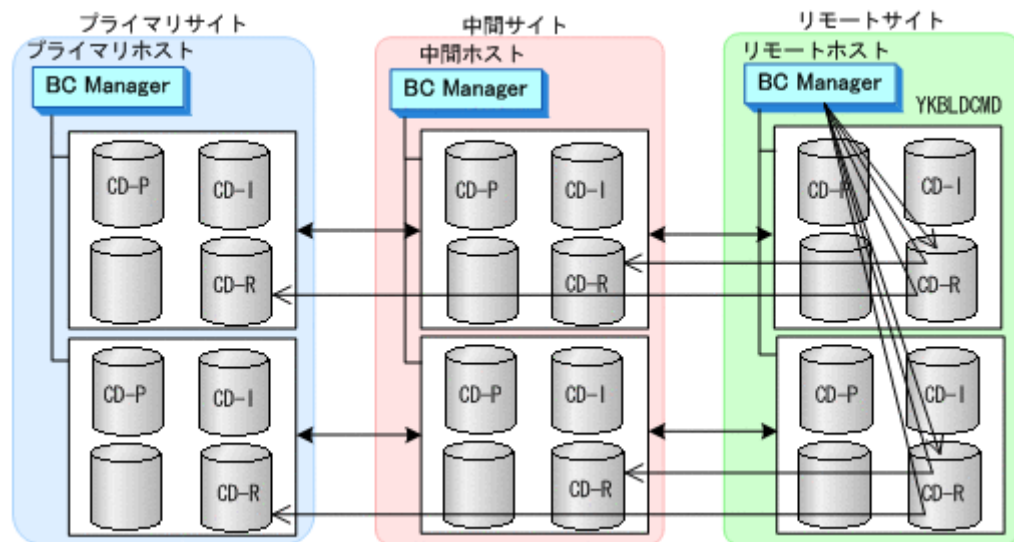 プライマリサイト
プライマリホスト
BC Manager
CD-P
CD-I
CD-R
CD-P
CD-I
CD-R
中間サイト
中間ホスト
BC Manager
CD-P
CD-I
CD-R
CD-P
CD-I
CD-R
リモートサイト
リモートホスト
BC Manager
YKBLDCMD
CD-P
CD-I
CD-R
CD-P
CD-I
CD-R